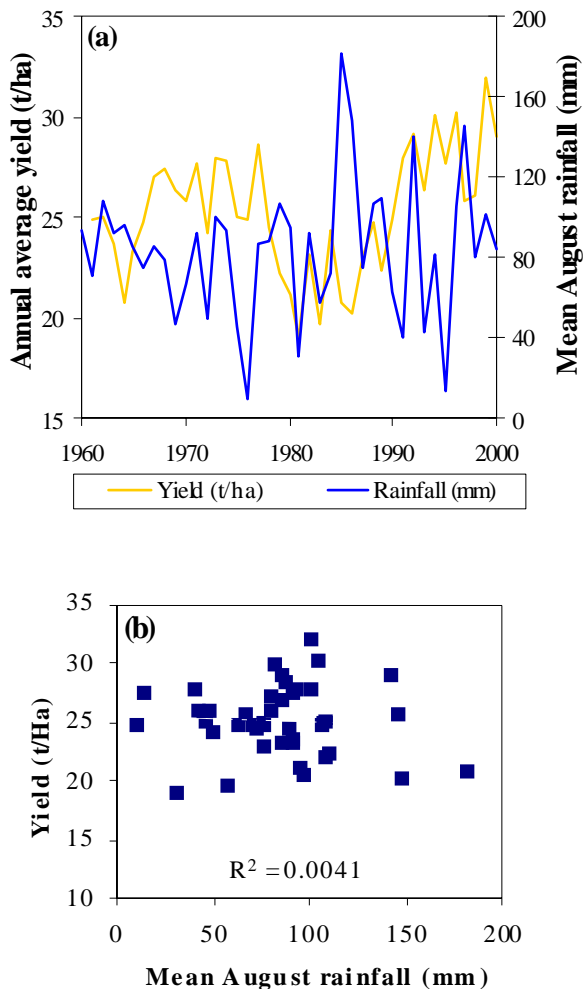 (a)
Annual average yield (t/ha)
35
30
25
20
15
200
160
120
80
40
0
Mean August rainfall (mm)
1960 1970 1980 1990 2000
Yield (t/ha) Rainfall (mm)
(b)
Yield (t/Ha)
35
30
25
20
15
10
R² = 0.0041
0 50 100 150 200
Mean August rainfall (mm)